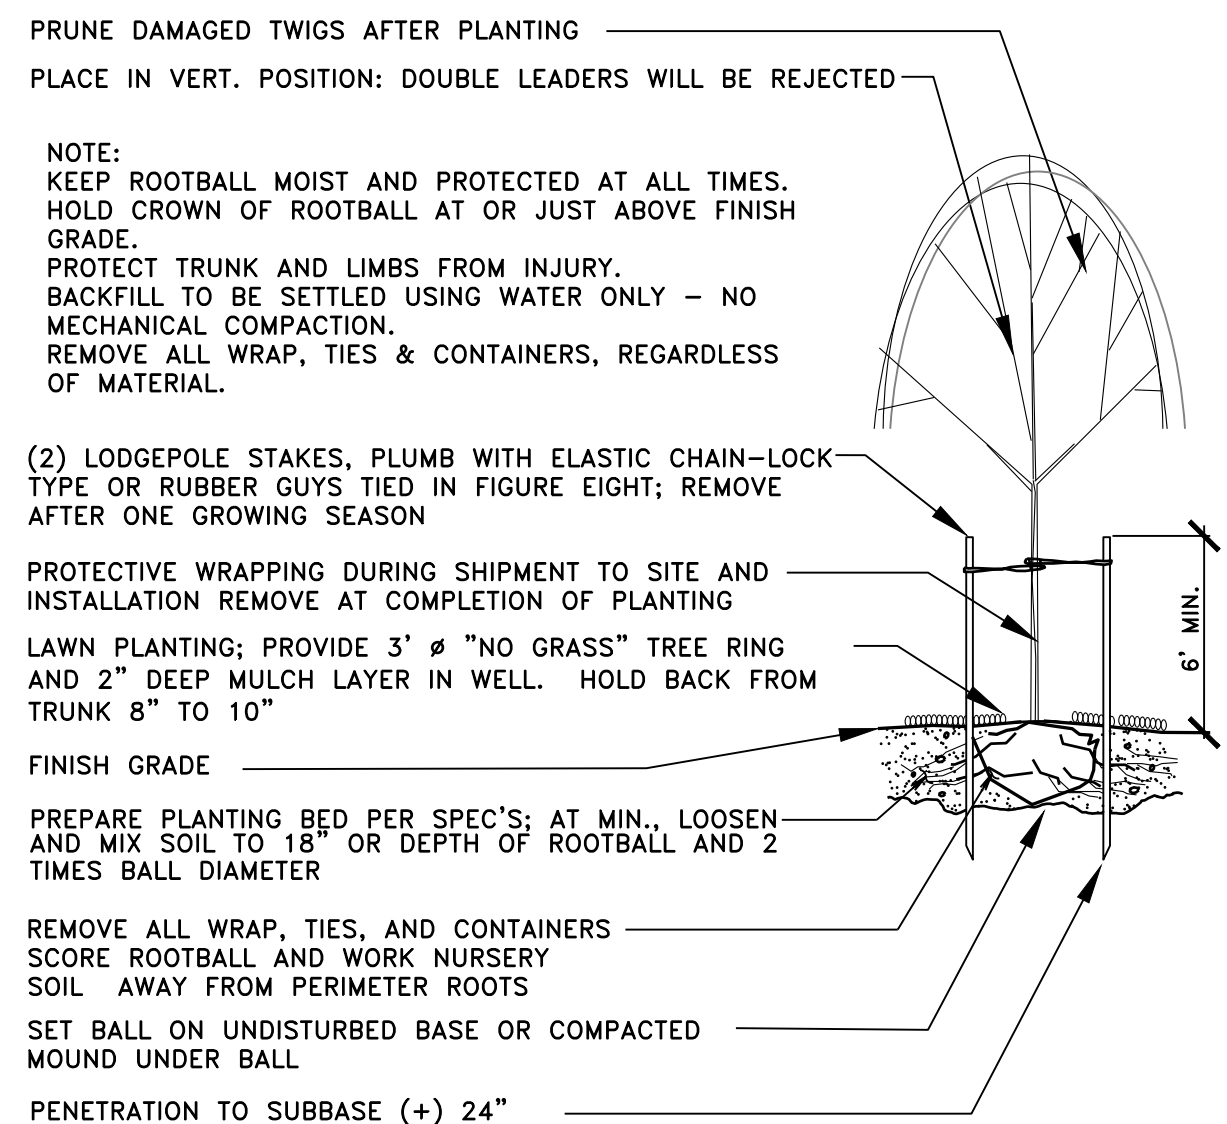 PRUNE DAMAGED TWIGS AFTER PLANTING
PLACE IN VERT. POSITION: DOUBLE LEADERS WILL BE REJECTED
NOTE:
KEEP ROOTBALL MOIST AND PROTECTED AT ALL TIMES.
HOLD CROWN OF ROOTBALL AT OR JUST ABOVE FINISH
GRADE.
PROTECT TRUNK AND LIMBS FROM INJURY.
BACKFILL TO BE SETTLED USING WATER ONLY – NO
MECHANICAL COMPACTION.
REMOVE ALL WRAP, TIES & CONTAINERS, REGARDLESS
OF MATERIAL.
(2) LODGEPOLE STAKES, PLUMB WITH ELASTIC CHAIN–LOCK
TYPE OR RUBBER GUYS TIED IN FIGURE EIGHT; REMOVE
AFTER ONE GROWING SEASON
PROTECTIVE WRAPPING DURING SHIPMENT TO SITE AND
INSTALLATION REMOVE AT COMPLETION OF PLANTING
LAWN PLANTING; PROVIDE 3' ø "NO GRASS" TREE RING
AND 2" DEEP MULCH LAYER IN WELL. HOLD BACK FROM
TRUNK 8" TO 10"
6' MIN.
FINISH GRADE
PREPARE PLANTING BED PER SPEC'S; AT MIN., LOOSEN
AND MIX SOIL TO 18" OR DEPTH OF ROOTBALL AND 2
TIMES BALL DIAMETER
REMOVE ALL WRAP, TIES, AND CONTAINERS
SCORE ROOTBALL AND WORK NURSERY
SOIL AWAY FROM PERIMETER ROOTS
SET BALL ON UNDISTURBED BASE OR COMPACTED
MOUND UNDER BALL
PENETRATION TO SUBBASE (+) 24"